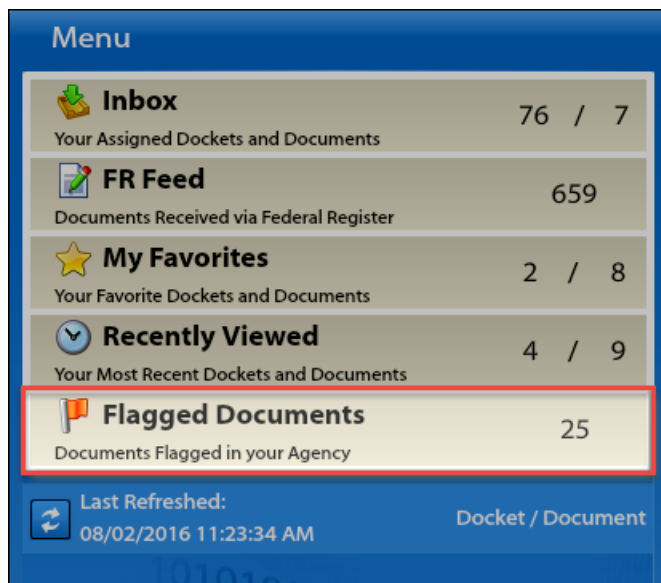 Menu
Inbox 76 / 7
Your Assigned Dockets and Documents
FR Feed 659
Documents Received via Federal Register
My Favorites 2 / 8
Your Favorite Dockets and Documents
Recently Viewed 4 / 9
Your Most Recent Dockets and Documents
Flagged Documents 25
Documents Flagged in your Agency
Last Refreshed:
08/02/2016 11:23:34 AM Docket / Document